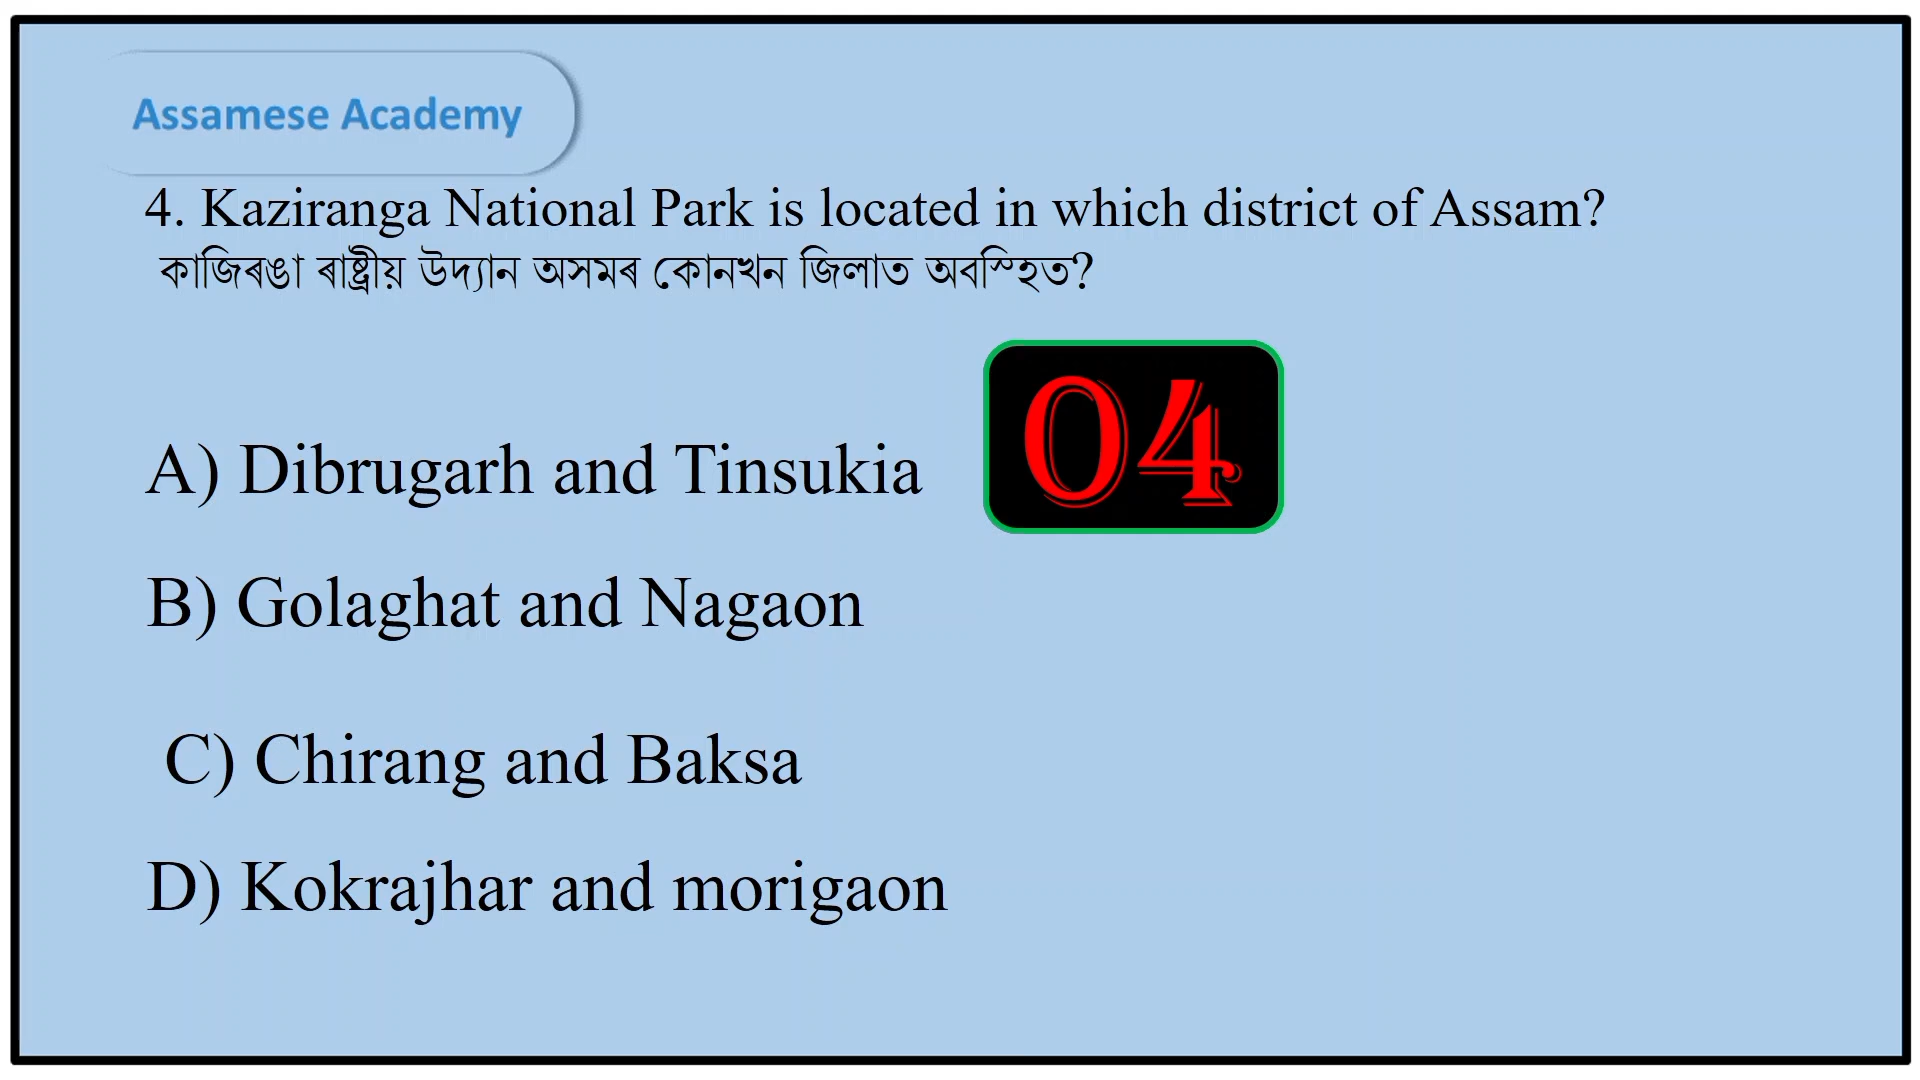 Assamese Academy
4. Kaziranga National Park is located in which district of Assam?
কাজিৰঙা ৰাষ্ট্ৰীয় উদ্যান অসমৰ কোনখন জিলাত অবস্হিত?
04
A) Dibrugarh and Tinsukia
B) Golaghat and Nagaon
C) Chirang and Baksa
D) Kokrajhar and morigaon